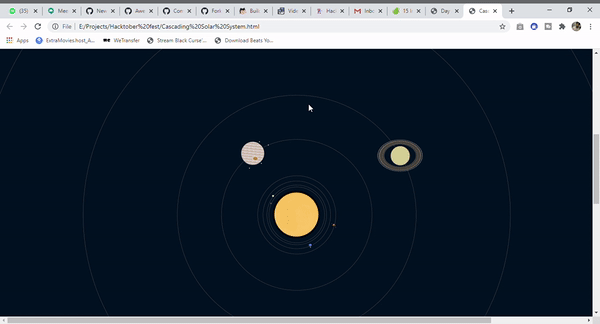 (35) Mes New Awe Con Fork Buil Vide Hac Inbo 15 k Day Casc
File | E:/Projects/Hacktober%20fest/Cascading%20Solar%20System.html
Apps ExtraMovies.host_A... WeTransfer Stream Black Curse'... Download Beats Yo...